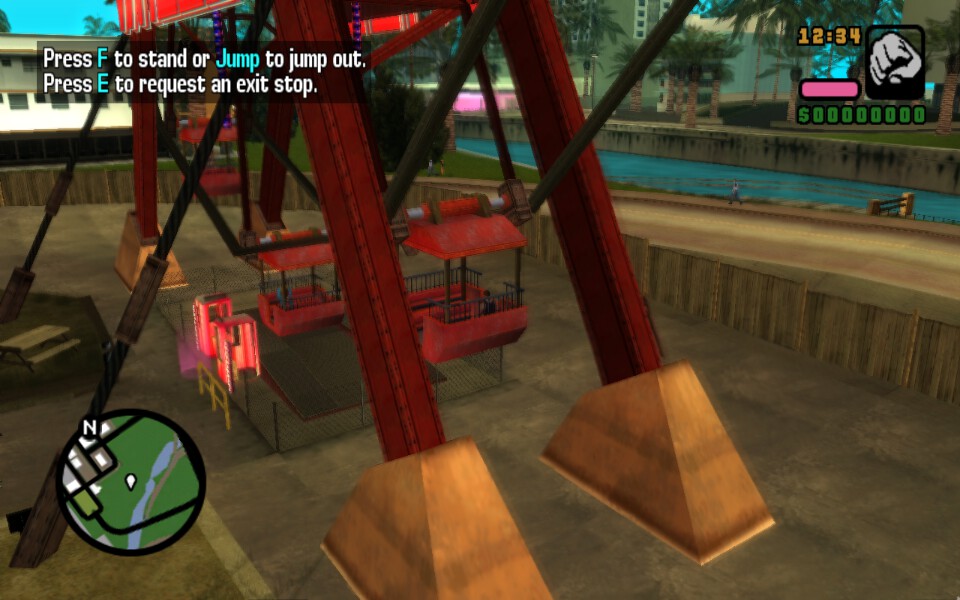 Press F to stand or Jump to jump out.
Press E to request an exit stop.
12:34
$00000000
N